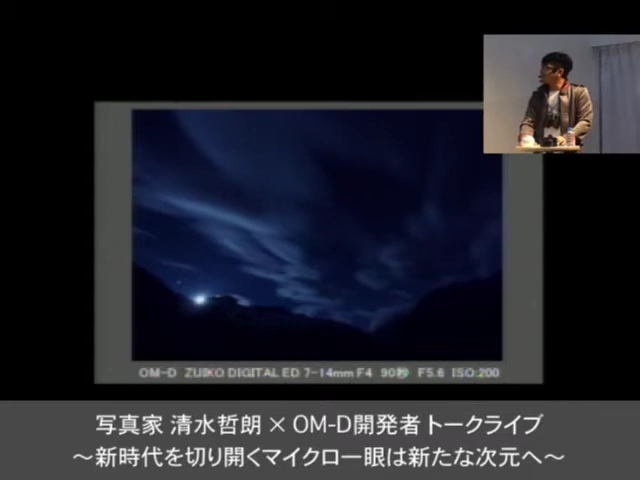 OM-D ZUIKO DIGITAL ED 7-14mm F4 90秒 F5.6 ISO:200
写真家 清水哲朗 × OM-D開発者 トークライブ
～新時代を切り開くマイクロ一眼は新たな次元へ～